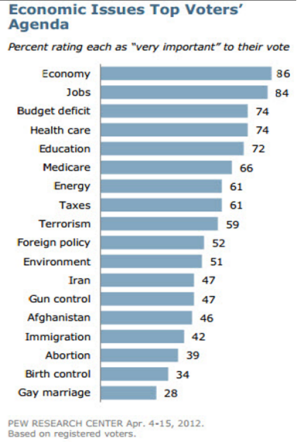 Economic Issues Top Voters'
Agenda
Percent rating each as "very important" to their vote
Economy 86
Jobs 84
Budget deficit 74
Health care 74
Education 72
Medicare 66
Energy 61
Taxes 61
Terrorism 59
Foreign policy 52
Environment 51
Iran 47
Gun control 47
Afghanistan 46
Immigration 42
Abortion 39
Birth control 34
Gay marriage 28
PEW RESEARCH CENTER Apr. 4-15, 2012.
Based on registered voters.